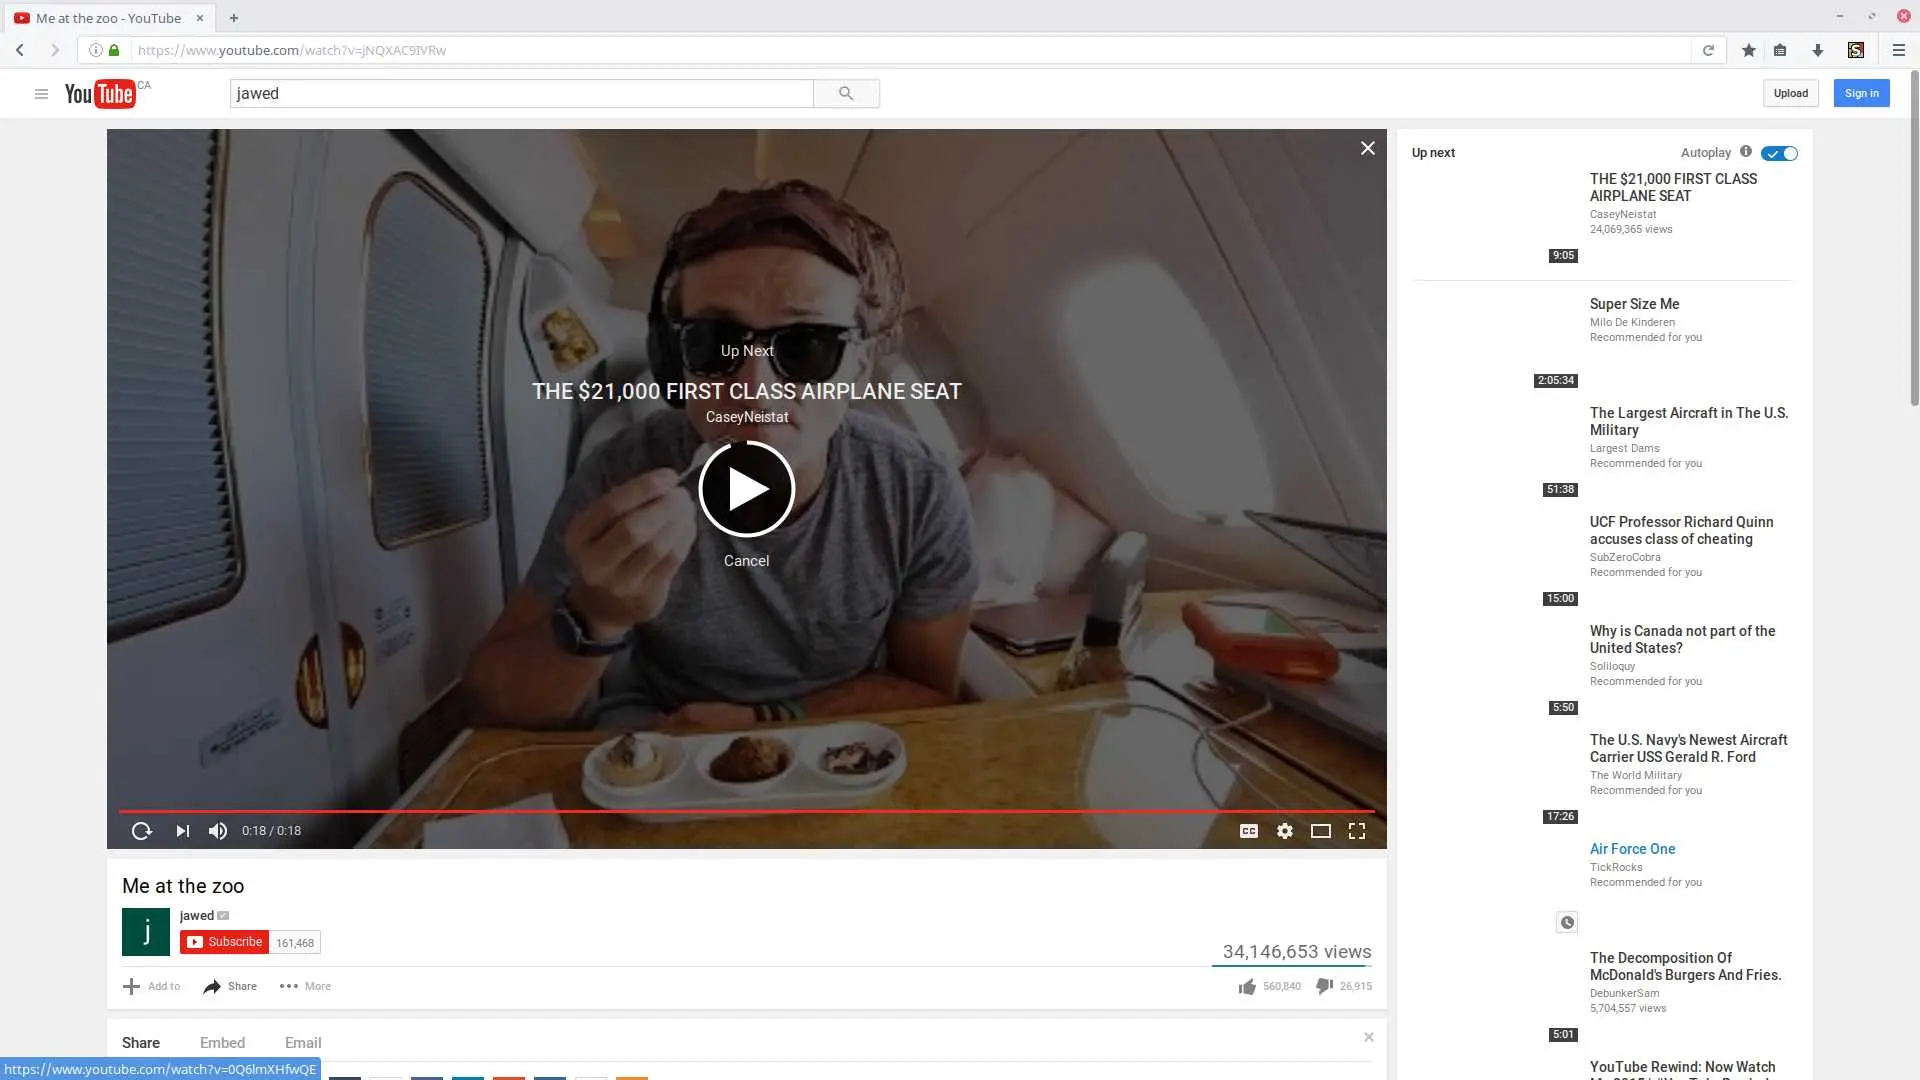 Me at the zoo - YouTube
https://www.youtube.com/watch?v=jNQXAC9IVRw
You Tube CA
jawed
Upload
Sign in
Up Next
THE $21,000 FIRST CLASS AIRPLANE SEAT
CaseyNeistat
Cancel
0:18 / 0:18
CC
Me at the zoo
j
jawed
Subscribe 161,468
34,146,653 views
Add to Share More
560,840 26,915
Share Embed Email
https://www.youtube.com/watch?v=0Q6lmXHfwQE
Up next
Autoplay
THE $21,000 FIRST CLASS
AIRPLANE SEAT
CaseyNeistat
24,069,365 views
9:05
Super Size Me
Milo De Kinderen
Recommended for you
2:05:34
The Largest Aircraft in The U.S.
Military
Largest Dams
Recommended for you
51:38
UCF Professor Richard Quinn
accuses class of cheating
SubZeroCobra
Recommended for you
15:00
Why is Canada not part of the
United States?
Soliloquy
Recommended for you
5:50
The U.S. Navy's Newest Aircraft
Carrier USS Gerald R. Ford
The World Military
Recommended for you
17:26
Air Force One
TickRocks
Recommended for you
The Decomposition Of
McDonald's Burgers And Fries.
DebunkerSam
5,704,557 views
5:01
YouTube Rewind: Now Watch